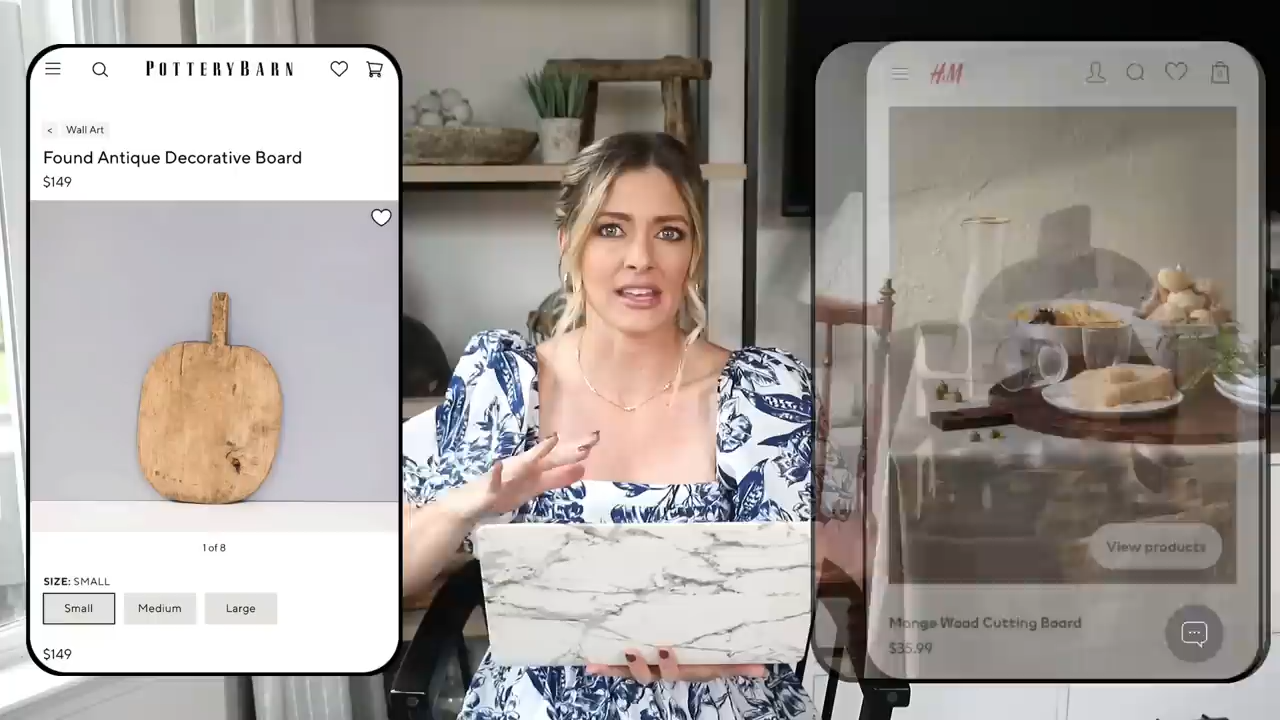 POTTERYBARN
< Wall Art
Found Antique Decorative Board
$149
1 of 8
SIZE: SMALL
Small Medium Large
$149
H&M
View products
Mango Wood Cutting Board
$35.99